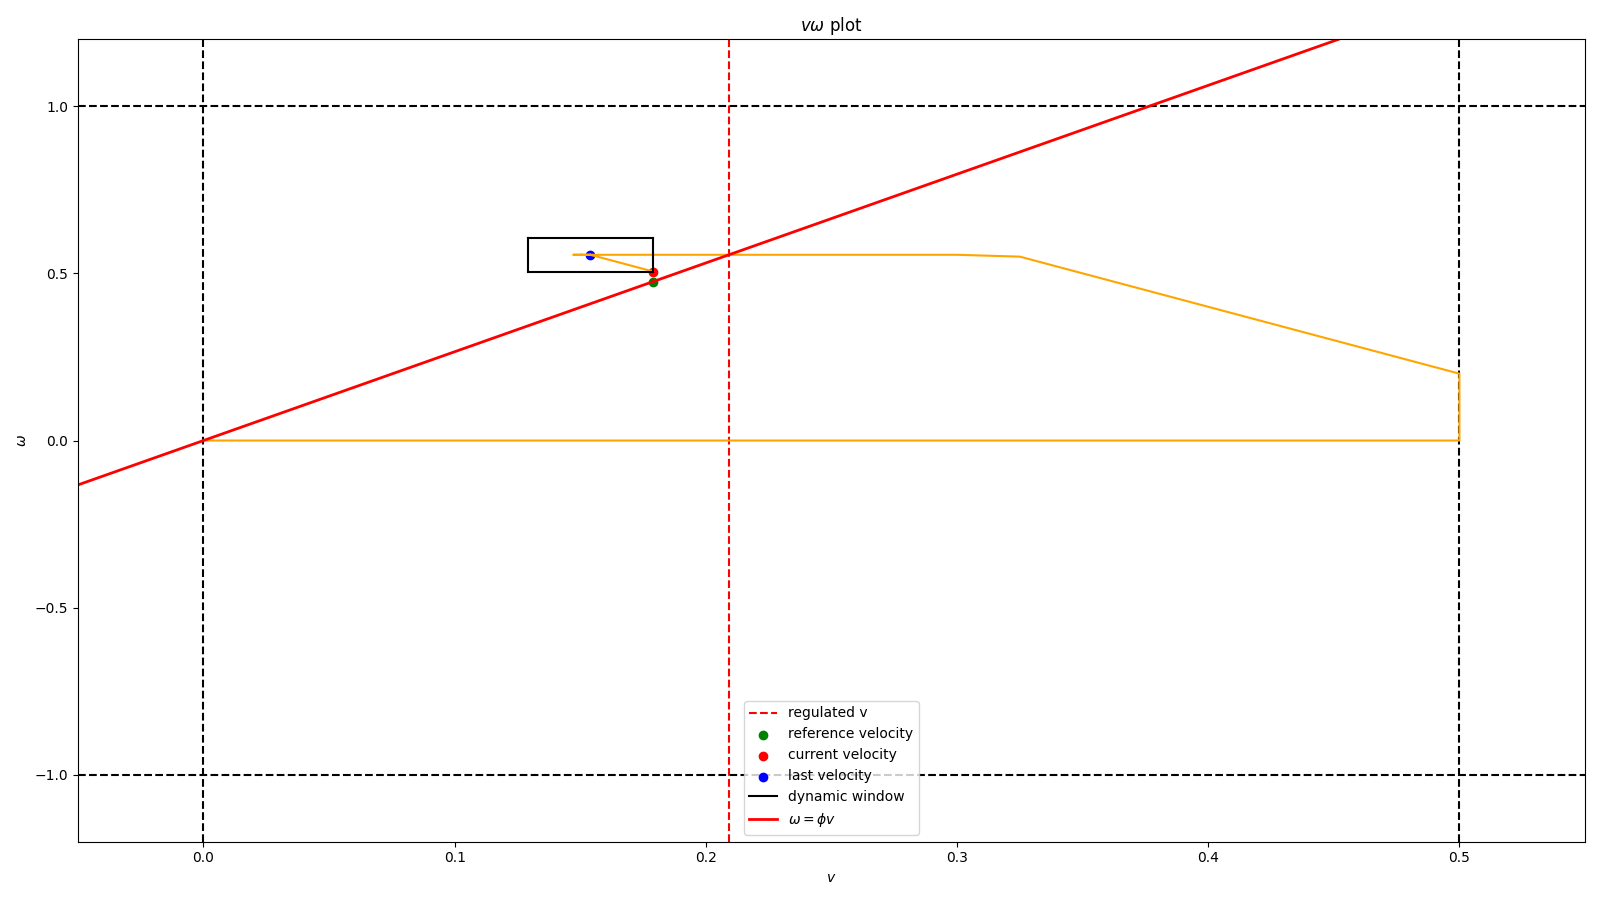 vω plot
ω
1.0
0.5
0.0
−0.5
−1.0
regulated v
reference velocity
current velocity
last velocity
dynamic window
ω = ϕv
0.0 0.1 0.2 0.3 0.4 0.5
v